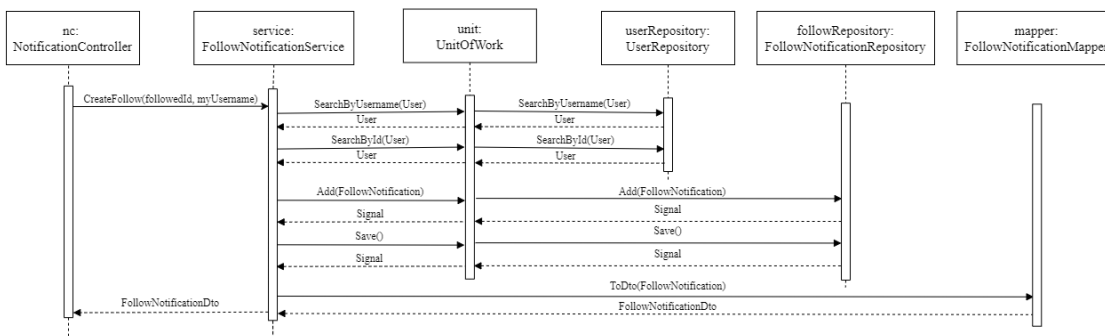 nc:
NotificationController
service:
FollowNotificationService
unit:
UnitOfWork
userRepository:
UserRepository
followRepository:
FollowNotificationRepository
mapper:
FollowNotificationMapper
CreateFollow(followedId, myUsername)
SearchByUsername(User)
SearchByUsername(User)
User
User
SearchById(User)
SearchById(User)
User
User
Add(FollowNotification)
Add(FollowNotification)
Signal
Signal
Save()
Save()
Signal
Signal
ToDto(FollowNotification)
FollowNotificationDto
FollowNotificationDto